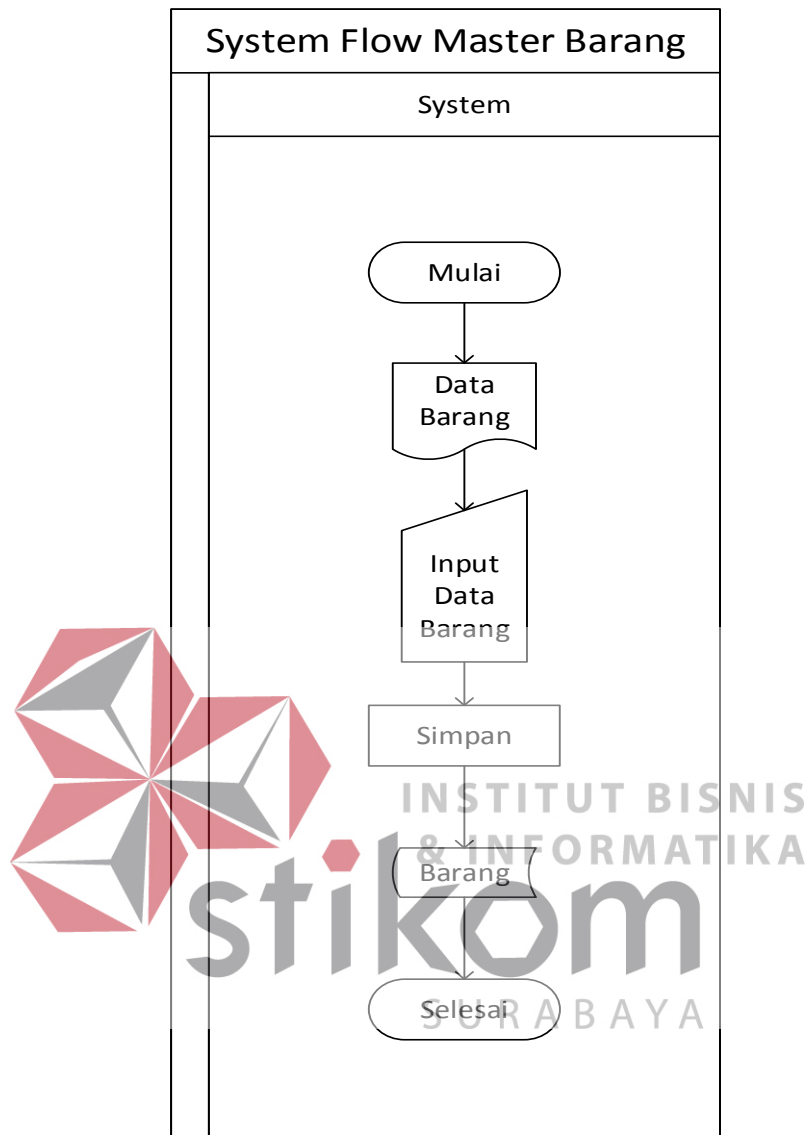 System Flow Master Barang
System
Mulai
Data
Barang
Input
Data
Barang
Simpan
INSTITUT BISNIS
& INFORMATIKA
Barang
stikom
Selesai
SURABAYA